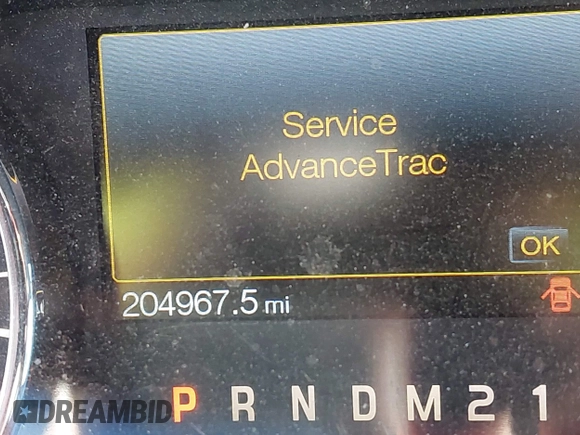 Service
AdvanceTrac
OK
204967.5 mi
P R N D M 2 1
DREAMBID